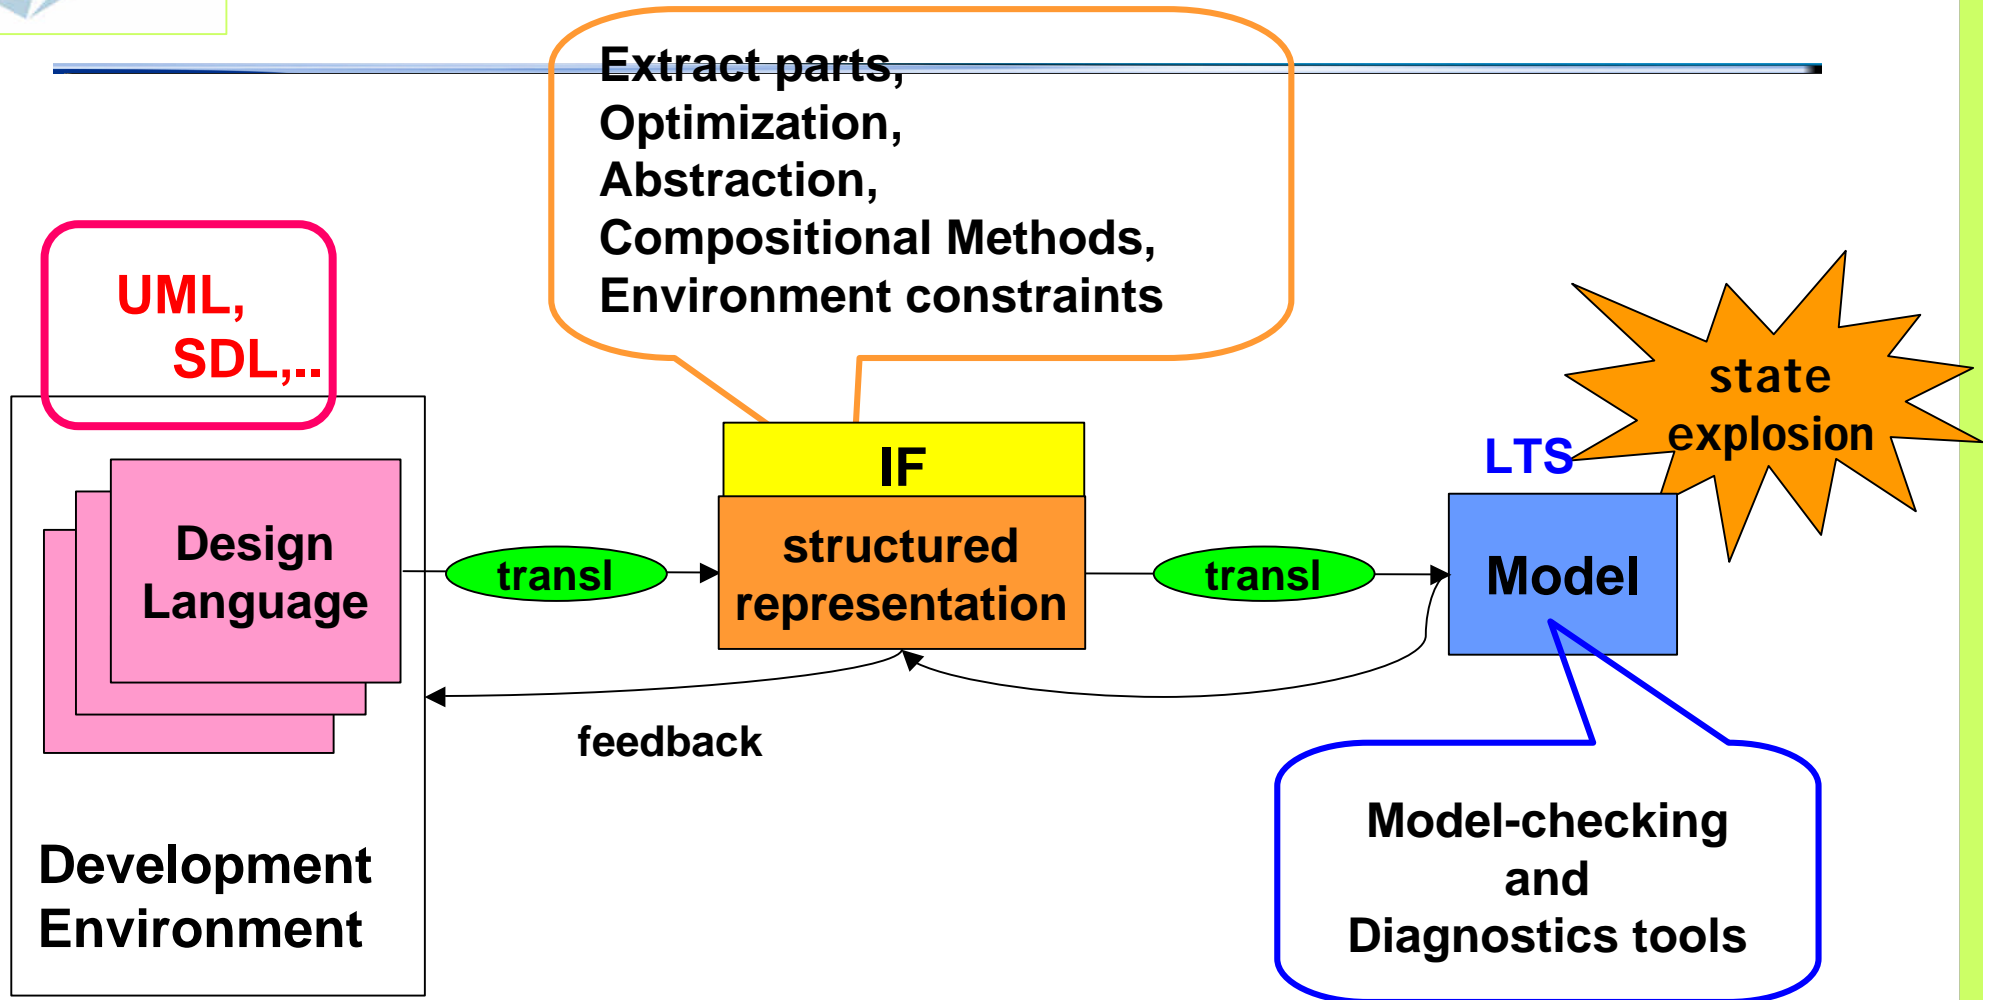 Extract parts,
Optimization,
Abstraction,
Compositional Methods,
Environment constraints
UML,
SDL,..
state
explosion
LTS
IF
Design
Language
transl
structured
representation
transl
Model
feedback
Development
Environment
Model-checking
and
Diagnostics tools